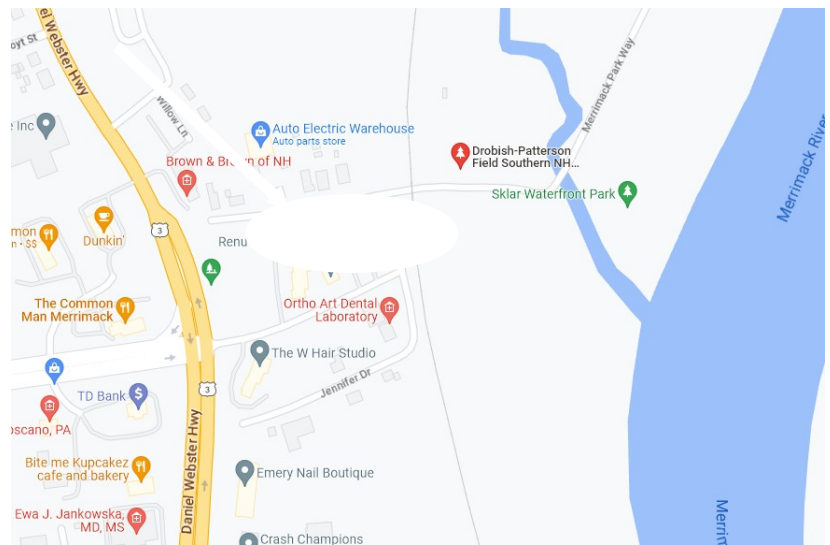 el Webster Hwy
oyt St
e Inc
Willow Ln
Auto Electric Warehouse
Auto parts store
Brown & Brown of NH
Merrimack Park Way
Drobish-Patterson
Field Southern NH...
Sklar Waterfront Park
Merrimack River
mon
n • $$
Dunkin'
3
Renu
The Common
Man Merrimack
Ortho Art Dental
Laboratory
The W Hair Studio
TD Bank
3
Jennifer Dr
oscano, PA
Daniel Webster Hwy
Bite me Kupcakez
cafe and bakery
Emery Nail Boutique
Ewa J. Jankowska,
MD, MS
Crash Champions
Merrim